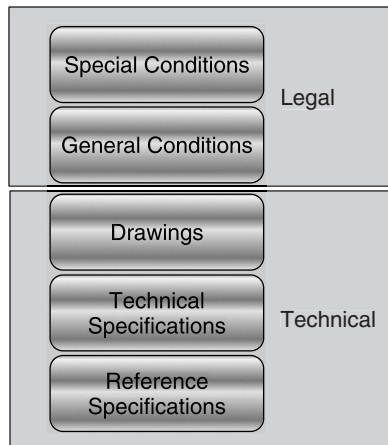 Special Conditions
Legal
General Conditions
Drawings
Technical
Specifications
Technical
Reference
Specifications